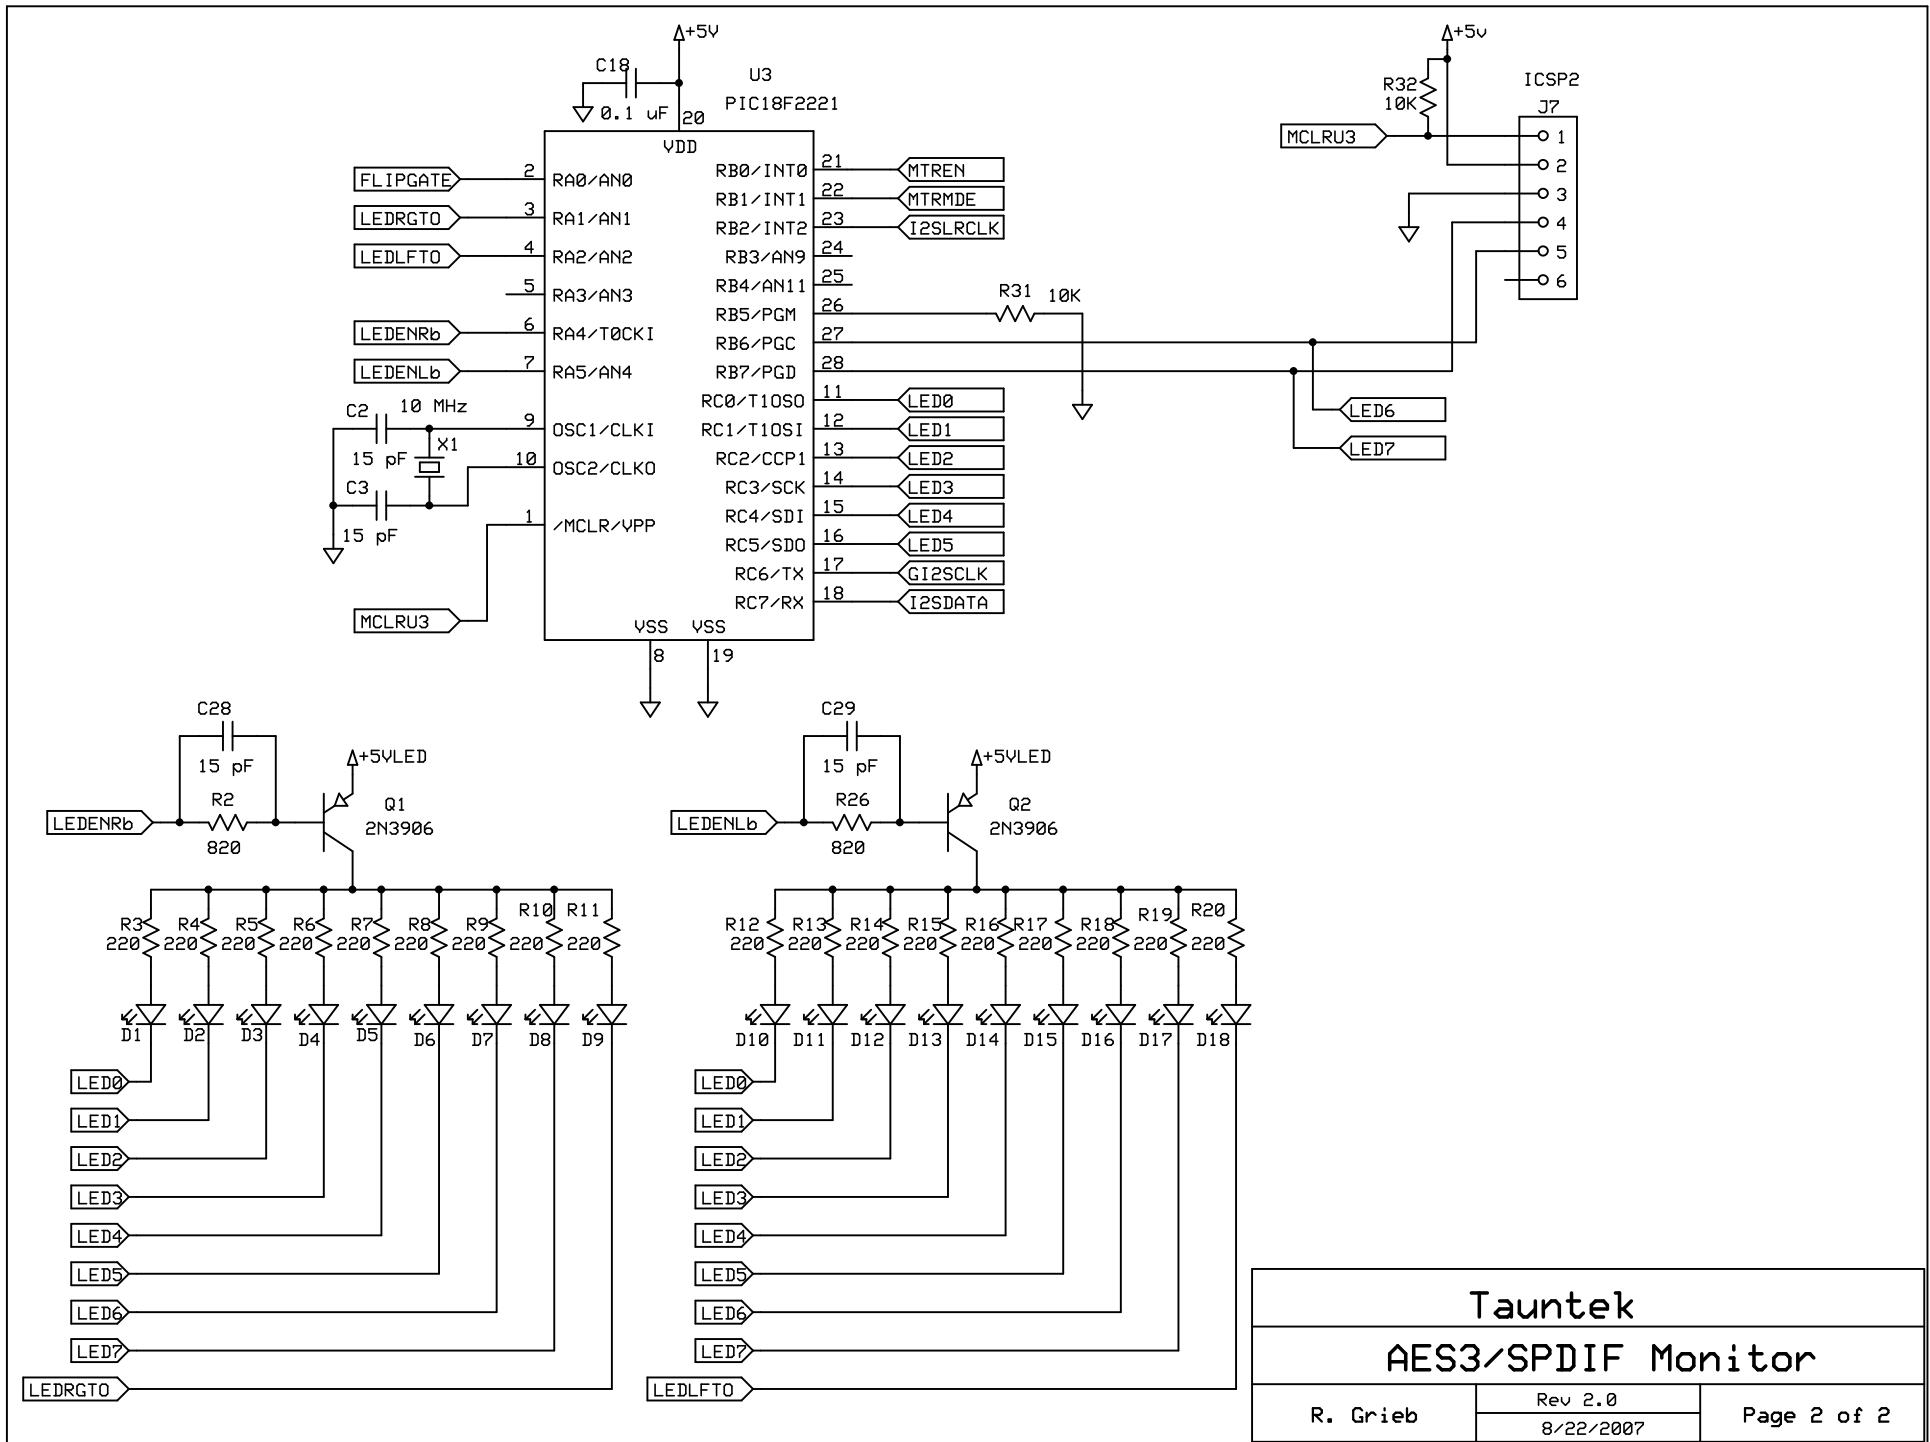 +5V
C18
0.1 uF
20
U3
PIC18F2221
VDD
FLIPGATE
2
RA0/AN0
LEDRGTO
3
RA1/AN1
LEDLFTO
4
RA2/AN2
5
RA3/AN3
LEDENRb
6
RA4/T0CKI
LEDENLb
7
RA5/AN4
C2
10 MHz
9
OSC1/CLKI
15 pF
X1
10
OSC2/CLKO
C3
15 pF
1
/MCLR/VPP
MCLRU3
RB0/INT0
21
MTREN
RB1/INT1
22
MTRMDE
RB2/INT2
23
I2SLRCLK
RB3/AN9
24
RB4/AN11
25
RB5/PGM
26
R31
10K
RB6/PGC
27
RB7/PGD
28
RC0/T1OSO
11
LED0
RC1/T1OSI
12
LED1
RC2/CCP1
13
LED2
RC3/SCK
14
LED3
RC4/SDI
15
LED4
RC5/SDO
16
LED5
RC6/TX
17
GI2SCLK
RC7/RX
18
I2SDATA
VSS
VSS
8
19
LED6
LED7
+5v
R32
10K
MCLRU3
ICSP2
J7
1
2
3
4
5
6
C28
15 pF
+5VLED
LEDENRb
R2
820
Q1
2N3906
R3
220
R4
220
R5
220
R6
220
R7
220
R8
220
R9
220
R10
220
R11
220
D1
D2
D3
D4
D5
D6
D7
D8
D9
LED0
LED1
LED2
LED3
LED4
LED5
LED6
LED7
LEDRGTO
C29
15 pF
+5VLED
LEDENLb
R26
820
Q2
2N3906
R12
220
R13
220
R14
220
R15
220
R16
220
R17
220
R18
220
R19
220
R20
220
D10
D11
D12
D13
D14
D15
D16
D17
D18
LED0
LED1
LED2
LED3
LED4
LED5
LED6
LED7
LEDLFTO
Tauntek
AES3/SPDIF Monitor
R. Grieb
Rev 2.0
8/22/2007
Page 2 of 2